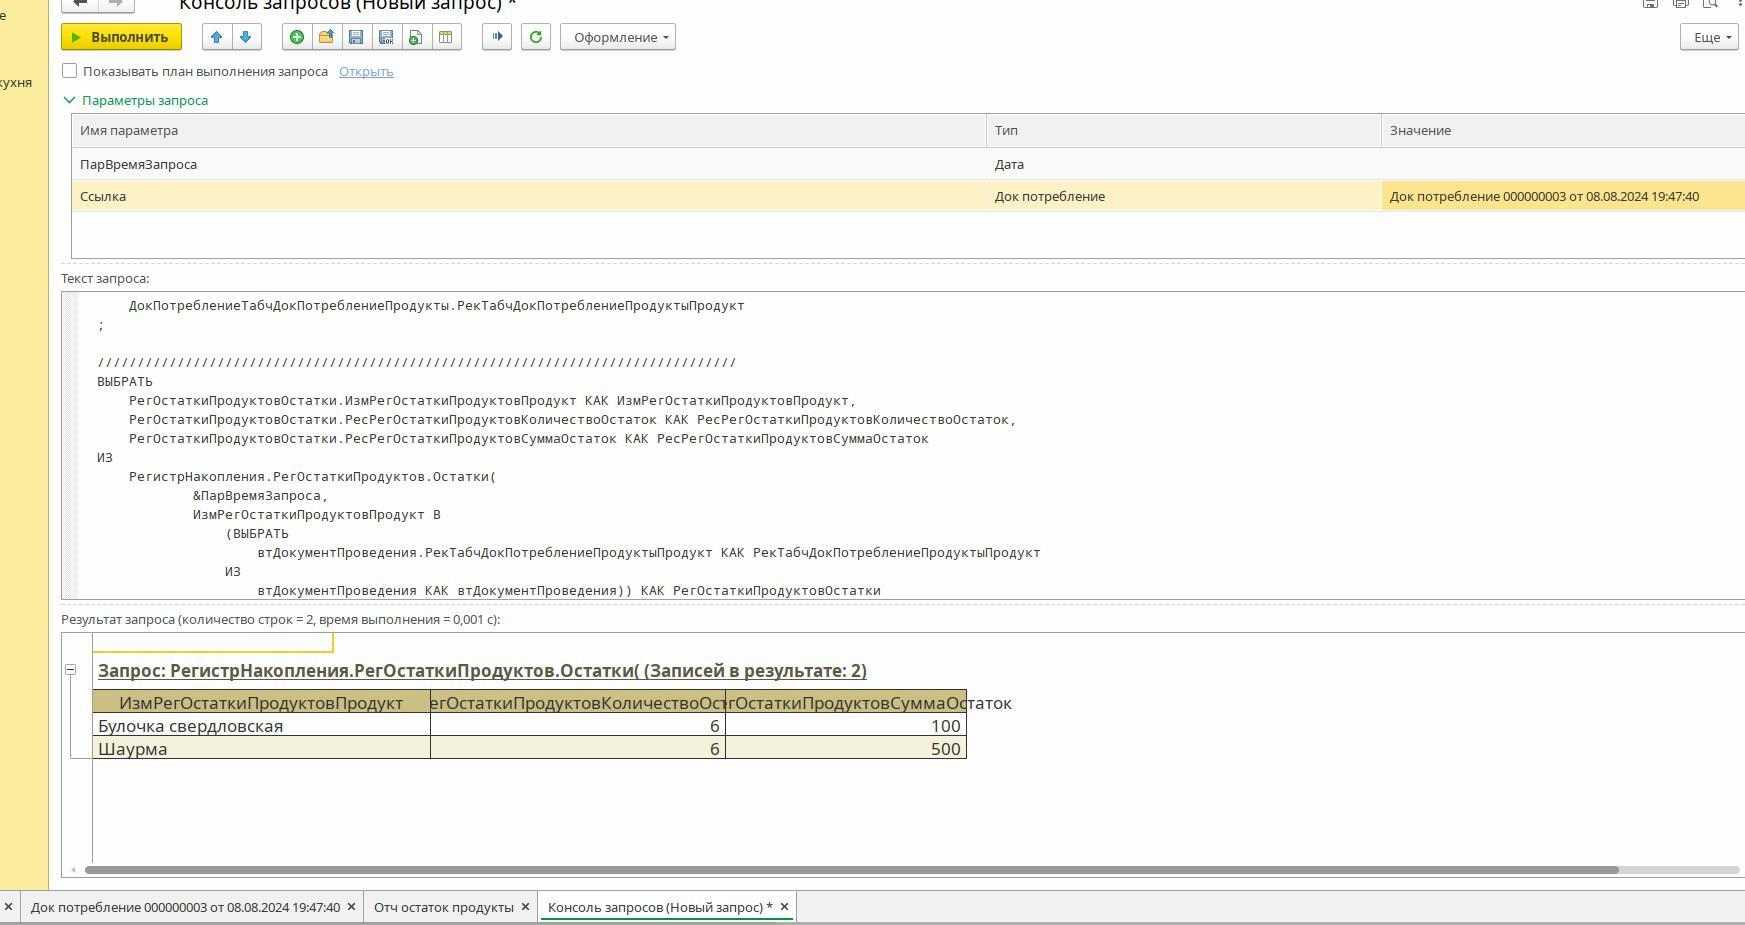 е
кухня
Консоль запросов (Новый запрос) *
Выполнить
Оформление
Еще
Показывать план выполнения запроса Открыть
Параметры запроса
Имя параметра Тип Значение
ПарВремяЗапроса Дата
Ссылка Док потребление Док потребление 000000003 от 08.08.2024 19:47:40
Текст запроса:
ДокПотреблениеТабчДокПотреблениеПродукты.РекТабчДокПотреблениеПродуктыПродукт
;
////////////////////////////////////////////////////////////////////////////////
ВЫБРАТЬ
РегОстаткиПродуктовОстатки.ИзмРегОстаткиПродуктовПродукт КАК ИзмРегОстаткиПродуктовПродукт,
РегОстаткиПродуктовОстатки.РесРегОстаткиПродуктовКоличествоОстаток КАК РесРегОстаткиПродуктовКоличествоОстаток,
РегОстаткиПродуктовОстатки.РесРегОстаткиПродуктовСуммаОстаток КАК РесРегОстаткиПродуктовСуммаОстаток
ИЗ
РегистрНакопления.РегОстаткиПродуктов.Остатки(
&ПарВремяЗапроса,
ИзмРегОстаткиПродуктовПродукт В
(ВЫБРАТЬ
втДокументПроведения.РекТабчДокПотреблениеПродуктыПродукт КАК РекТабчДокПотреблениеПродуктыПродукт
ИЗ
втДокументПроведения КАК втДокументПроведения)) КАК РегОстаткиПродуктовОстатки
Результат запроса (количество строк = 2, время выполнения = 0,001 с):
Запрос: РегистрНакопления.РегОстаткиПродуктов.Остатки( (Записей в результате: 2)
ИзмРегОстаткиПродуктовПродукт егОстаткиПродуктовКоличествоОст гОстаткиПродуктовСуммаОстаток
Булочка свердловская 6 100
Шаурма 6 500
Док потребление 000000003 от 08.08.2024 19:47:40 Отч остаток продукты Консоль запросов (Новый запрос) *